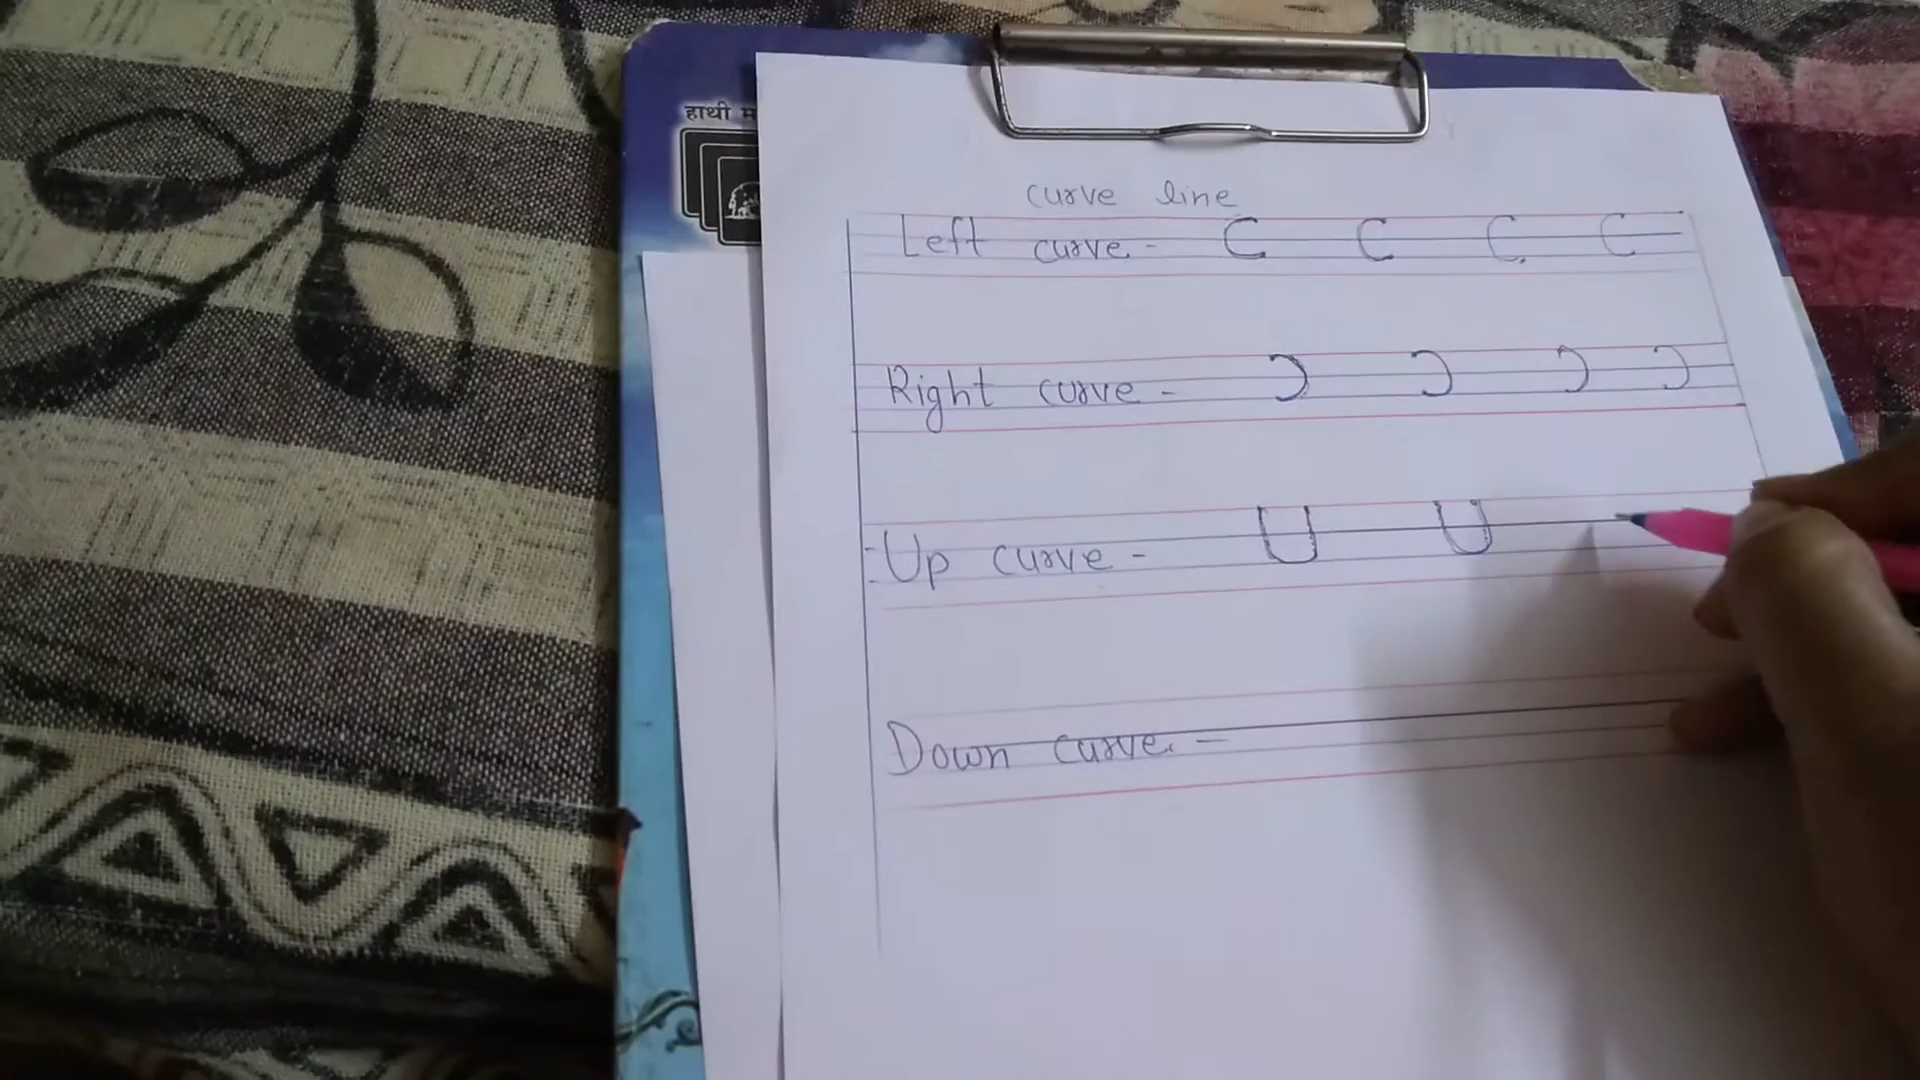 हाथी
curve line
Left curve - C C C C
Right curve -
Up curve - U U
Down curve. -